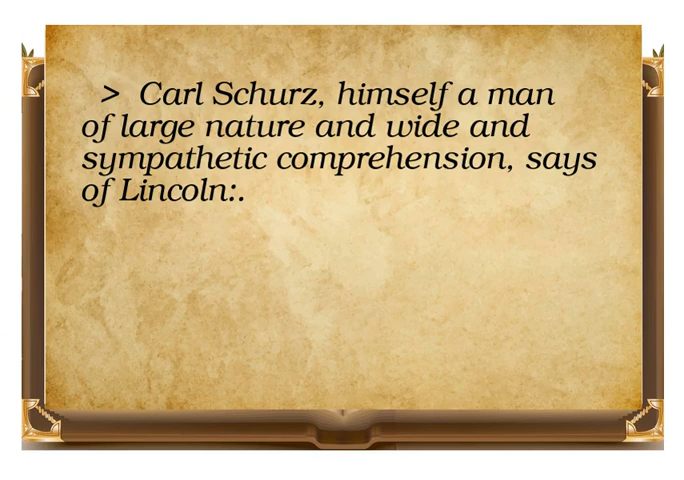 > Carl Schurz, himself a man
of large nature and wide and
sympathetic comprehension, says
of Lincoln:.